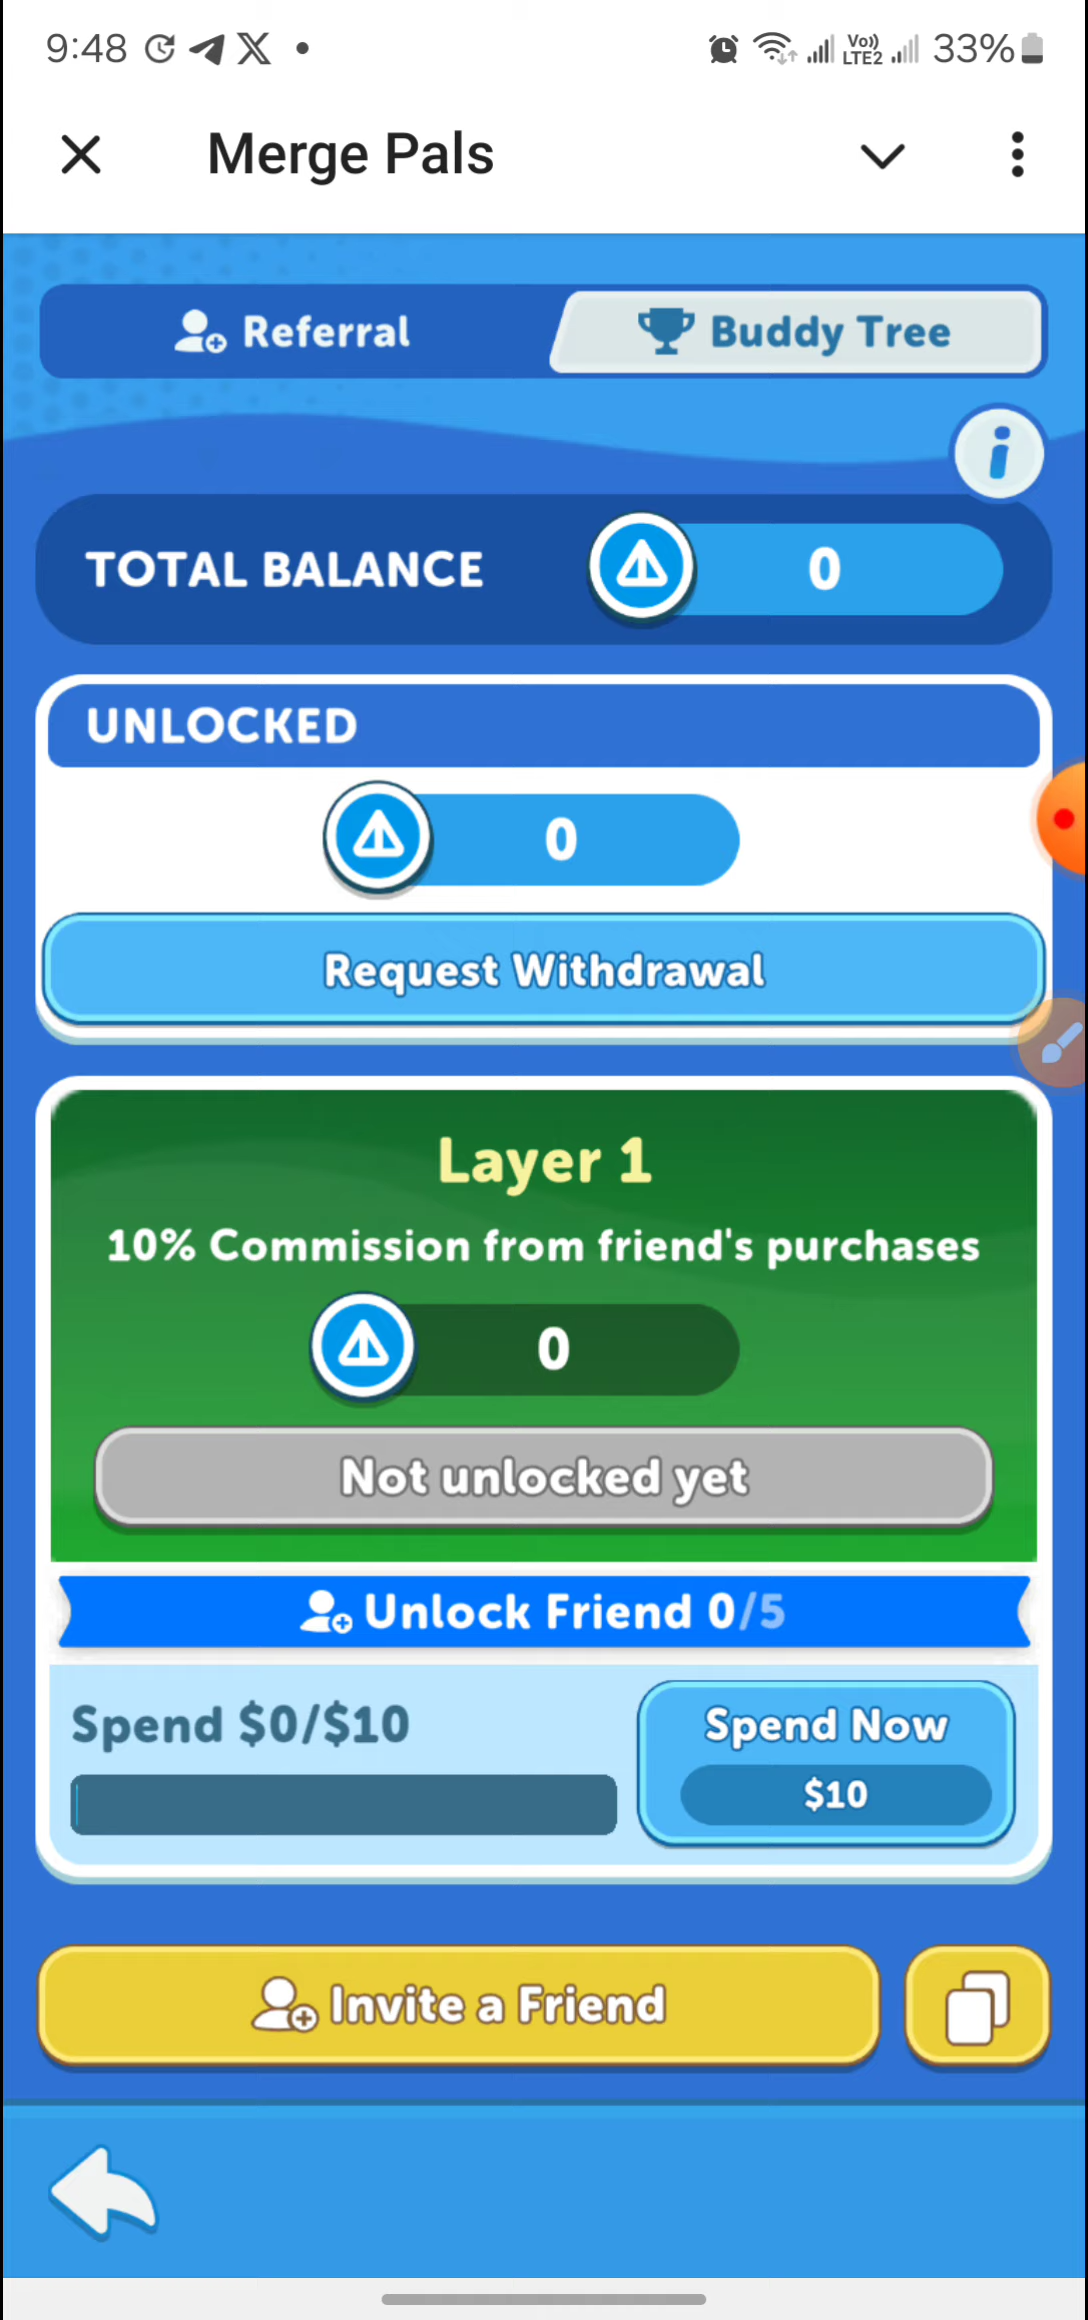 9:48
Vo))
LTE2
33%
Merge Pals
Referral
Buddy Tree
i
TOTAL BALANCE
0
UNLOCKED
0
Request Withdrawal
Layer 1
10% Commission from friend's purchases
0
Not unlocked yet
Unlock Friend 0/5
Spend $0/$10
Spend Now
$10
Invite a Friend